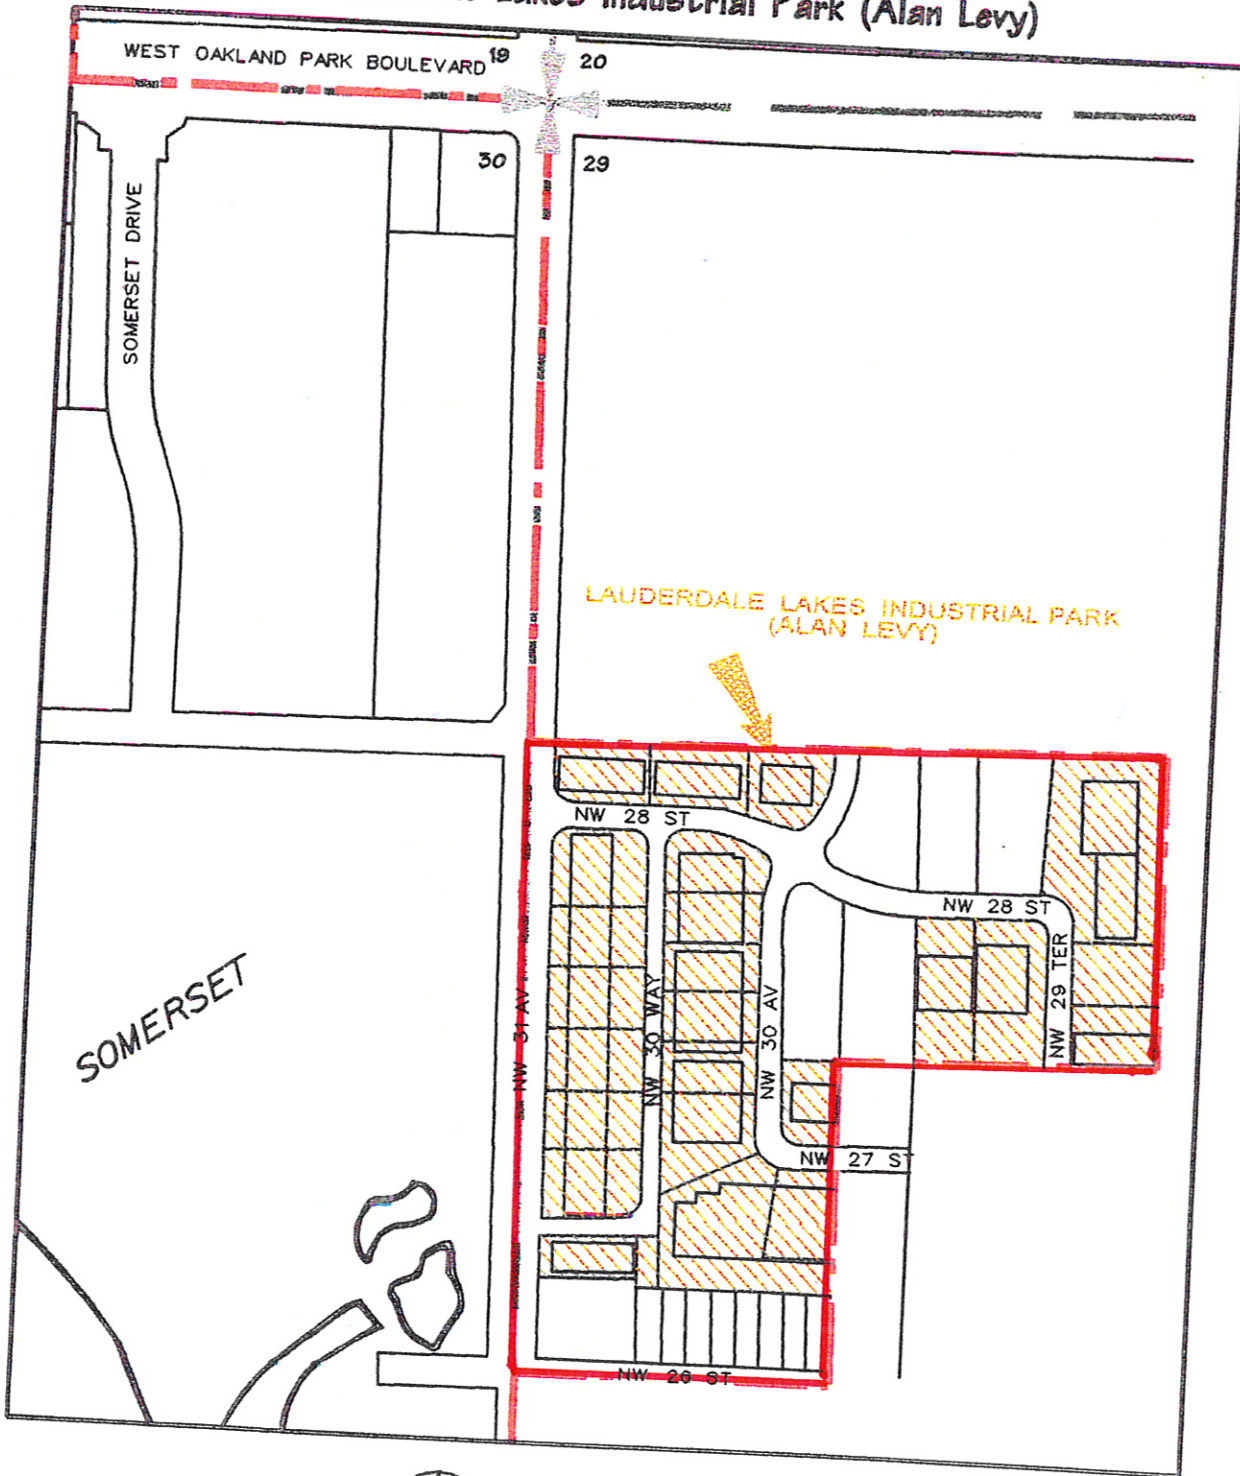 Lakes Industrial Park (Alan Levy)
WEST OAKLAND PARK BOULEVARD
19
20
30
29
SOMERSET DRIVE
LAUDERDALE LAKES INDUSTRIAL PARK
(ALAN LEVY)
NW 28 ST
NW 28 ST
NW 29 TER
NW 31 AV
NW 30 WAY
NW 30 AV
SOMERSET
NW 27 ST
NW 26 ST